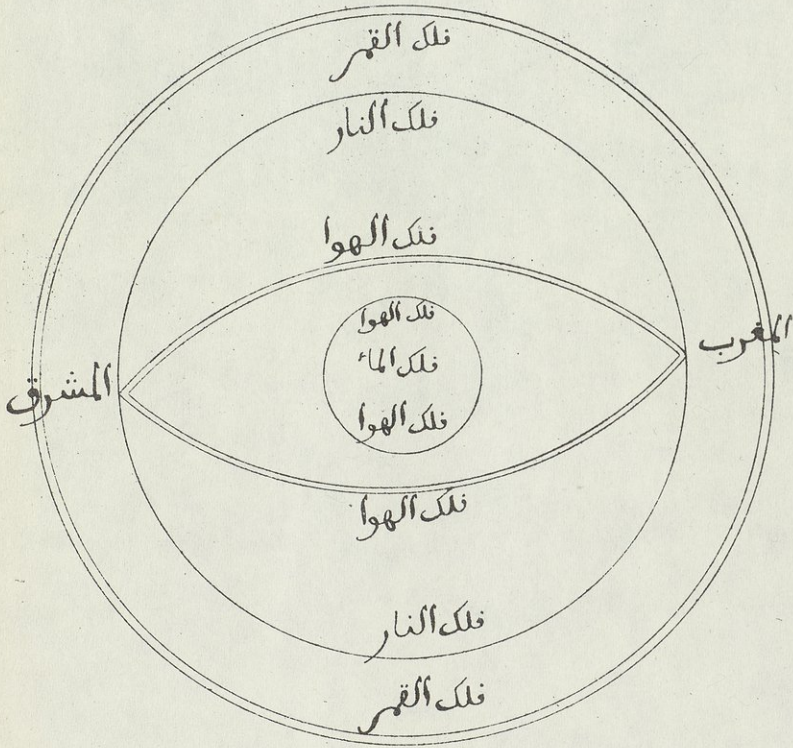 فلك القمر
فلك النار
فلك الهوا
فلك الهوا
المغرب
فلك الماء
المشرق
فلك الهوا
فلك الهوا
فلك النار
فلك القمر